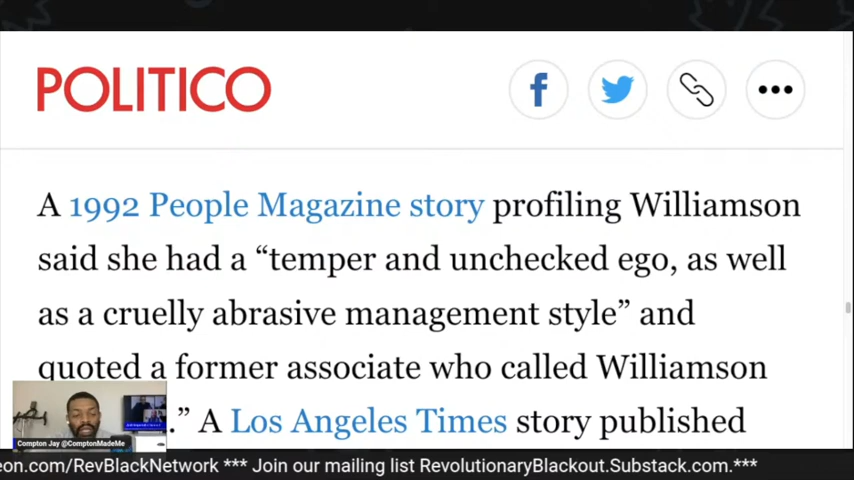 POLITICO
A 1992 People Magazine story profiling Williamson
said she had a “temper and unchecked ego, as well
as a cruelly abrasive management style” and
quoted a former associate who called Williamson
.” A Los Angeles Times story published
Compton Jay @ComptonMadeMe
eon.com/RevBlackNetwork *** Join our mailing list RevolutionaryBlackout.Substack.com.***